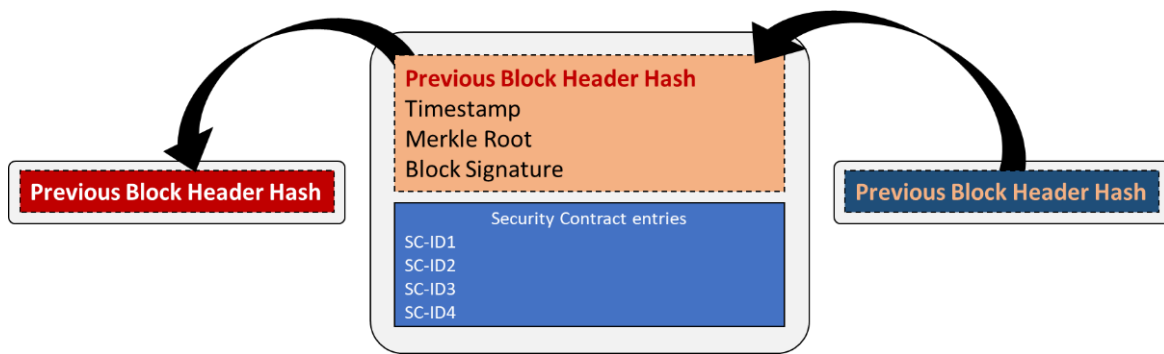 Previous Block Header Hash
Previous Block Header Hash
Timestamp
Merkle Root
Block Signature
Security Contract entries
SC-ID1
SC-ID2
SC-ID3
SC-ID4
Previous Block Header Hash